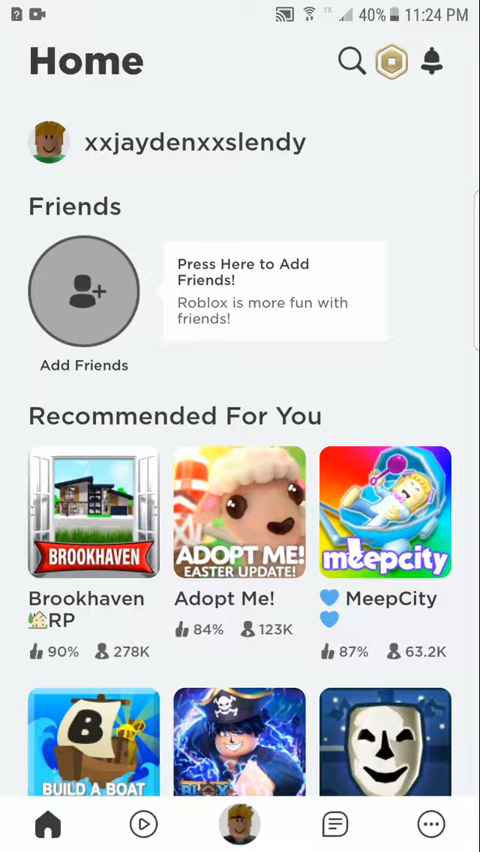 TX 40% 11:24 PM
Home
xxjaydenxxslendy
Friends
Press Here to Add
Friends!
Roblox is more fun with
friends!
Add Friends
Recommended For You
BROOKHAVEN
ADOPT ME!
EASTER UPDATE!
meepcity
Brookhaven
🏡RP
90% 278K
Adopt Me!
84% 123K
💙 MeepCity
💙
87% 63.2K
B
BUILD A BOAT
BLOX